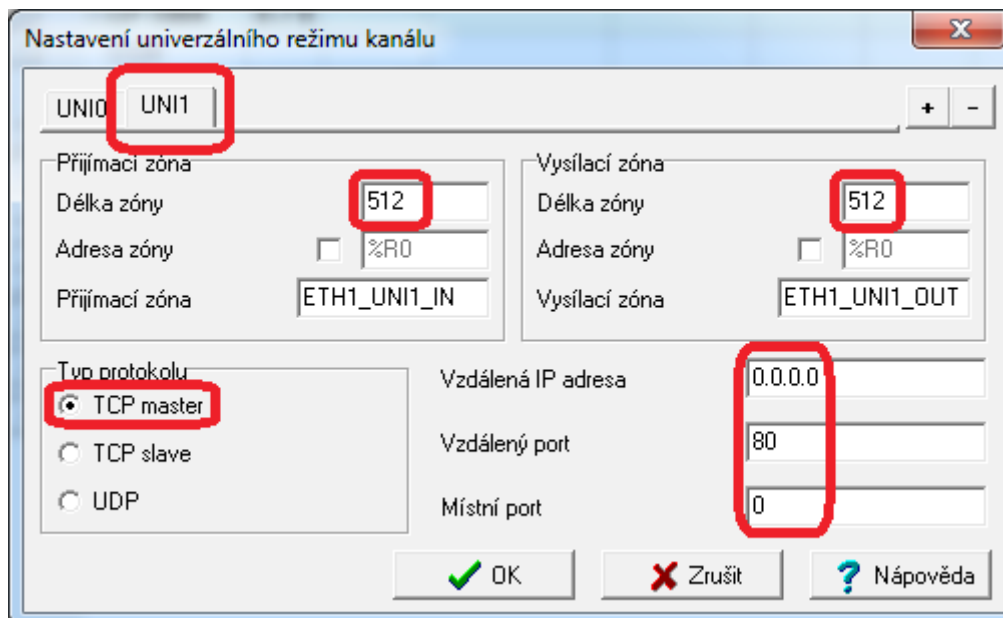 Nastavení univerzálního režimu kanálu
UNI0 UNI1 + -
Přijímací zóna
Délka zóny 512
Adresa zóny %R0
Přijímací zóna ETH1_UNI1_IN
Vysílací zóna
Délka zóny 512
Adresa zóny %R0
Vysílací zóna ETH1_UNI1_OUT
Typ protokolu
TCP master
TCP slave
UDP
Vzdálená IP adresa 0.0.0.0
Vzdálený port 80
Místní port 0
OK Zrušit Nápověda